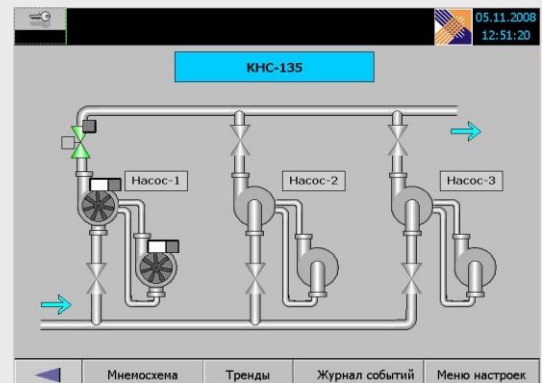 05.11.2008
12:51:20
КНС-135
Насос-1
Насос-2
Насос-3
Мнемосхема
Тренды
Журнал событий
Меню настроек